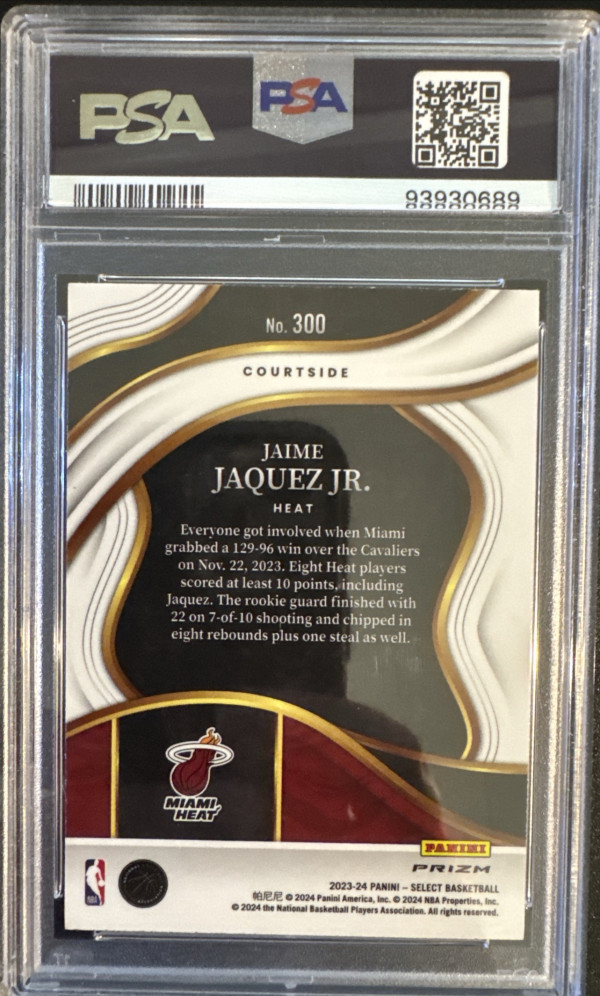 PSA
PSA
93930689
No. 300
COURTSIDE
JAIME
JAQUEZ JR.
HEAT
Everyone got involved when Miami
grabbed a 129-96 win over the Cavaliers
on Nov. 22, 2023. Eight Heat players
scored at least 10 points, including
Jaquez. The rookie guard finished with
22 on 7-of-10 shooting and chipped in
eight rebounds plus one steal as well.
MIAMI
HEAT
PANINI
PRIZM
NBA
2023-24 PANINI – SELECT BASKETBALL
帕尼尼 © 2024 Panini America, Inc. © 2024 NBA Properties, Inc.
© 2024 the National Basketball Players Association. All rights reserved.